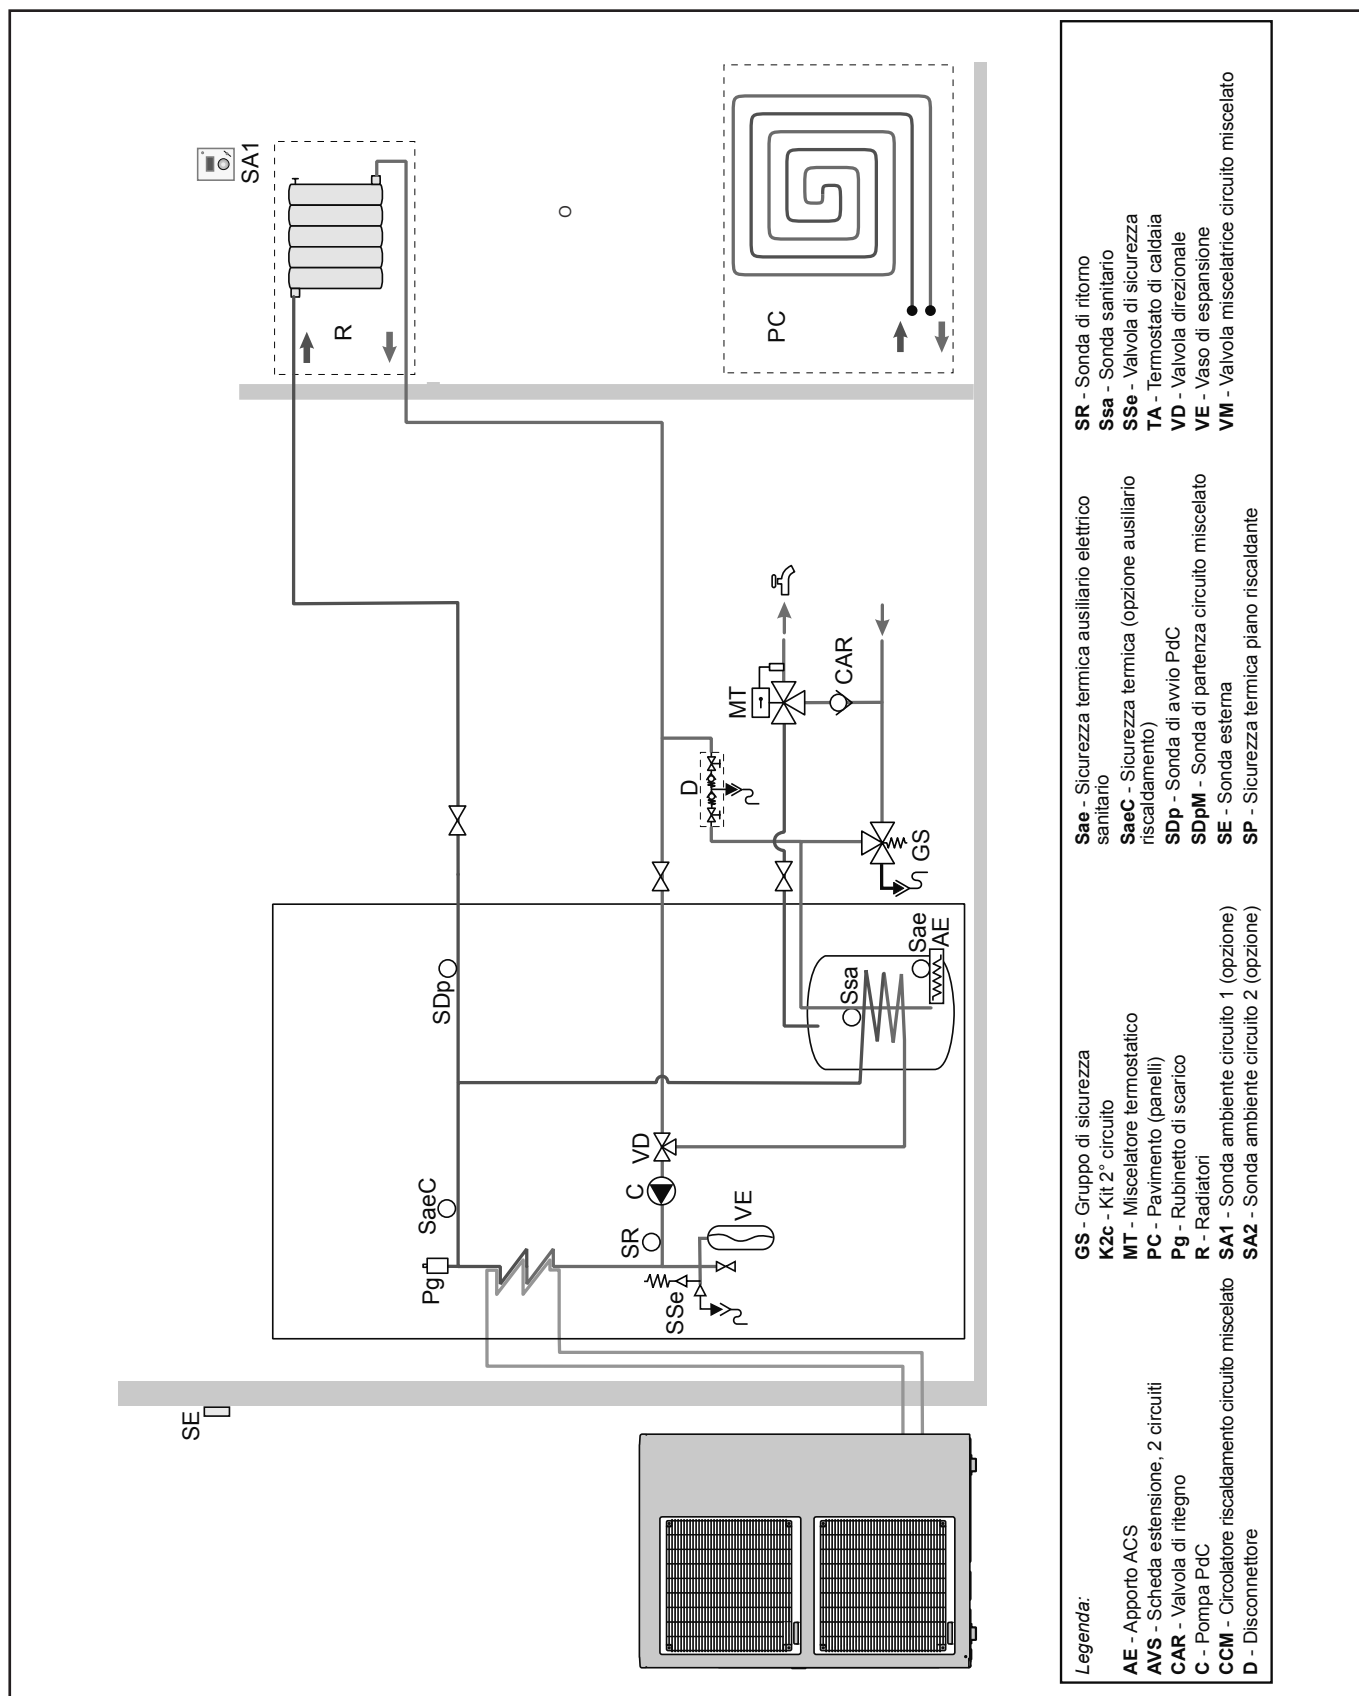 SE
Pg
SaeC
SDp
SSe
SR
C
VD
VE
Ssa
Sae
AE
GS
D
MT
CAR
R
SA1
o
PC
Legenda:
AE - Apporto ACS
AVS - Scheda estensione, 2 circuiti
CAR - Valvola di ritegno
C - Pompa PdC
CCM - Circolatore riscaldamento circuito miscelato
D - Disconnettore
GS - Gruppo di sicurezza
K2c - Kit 2° circuito
MT - Miscelatore termostatico
PC - Pavimento (panelli)
Pg - Rubinetto di scarico
R - Radiatori
SA1 - Sonda ambiente circuito 1 (opzione)
SA2 - Sonda ambiente circuito 2 (opzione)
Sae - Sicurezza termica ausiliario elettrico
sanitario
SaeC - Sicurezza termica (opzione ausiliario
riscaldamento)
SDp - Sonda di avvio PdC
SDpM - Sonda di partenza circuito miscelato
SE - Sonda esterna
SP - Sicurezza termica piano riscaldante
SR - Sonda di ritorno
Ssa - Sonda sanitario
SSe - Valvola di sicurezza
TA - Termostato di caldaia
VD - Valvola direzionale
VE - Vaso di espansione
VM - Valvola miscelatrice circuito miscelato